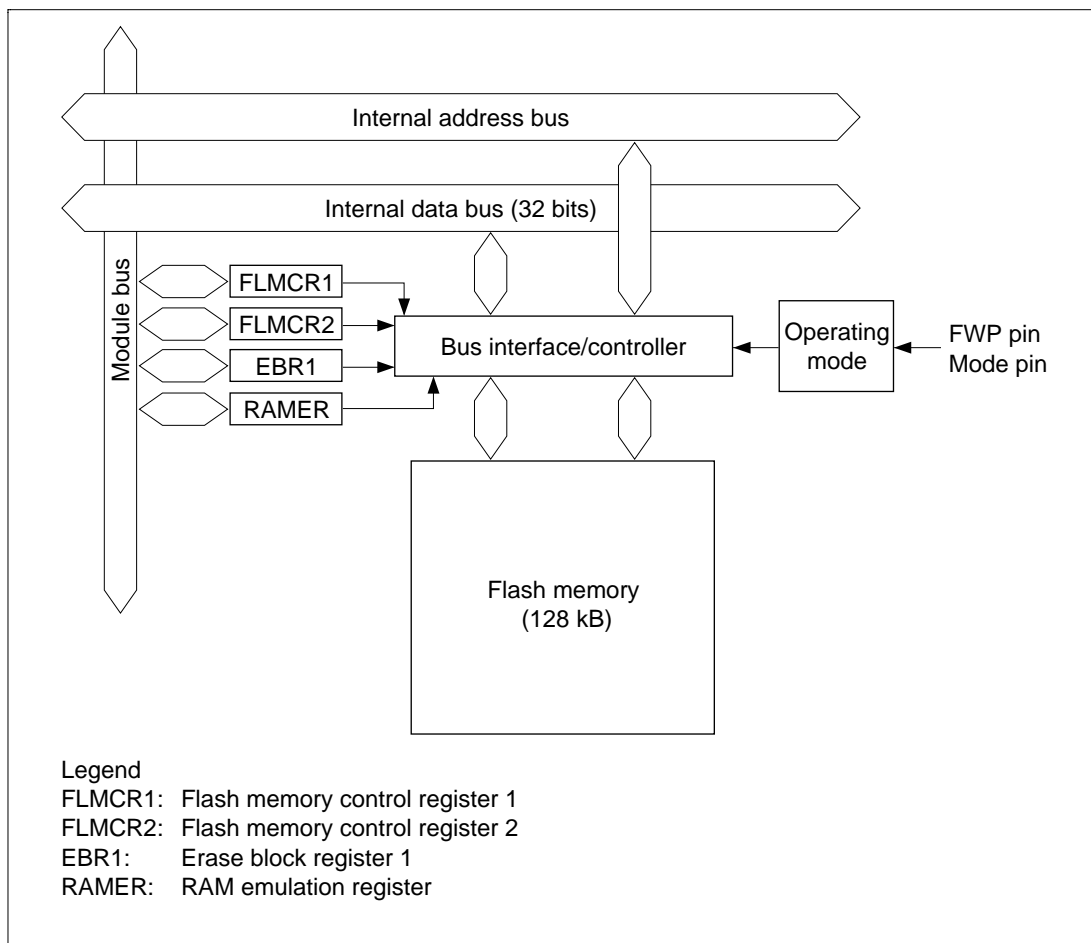 Internal address bus
Internal data bus (32 bits)
Module bus
FLMCR1
FLMCR2
EBR1
RAMER
Bus interface/controller
Operating
mode
FWP pin
Mode pin
Flash memory
(128 kB)
Legend
FLMCR1: Flash memory control register 1
FLMCR2: Flash memory control register 2
EBR1: Erase block register 1
RAMER: RAM emulation register